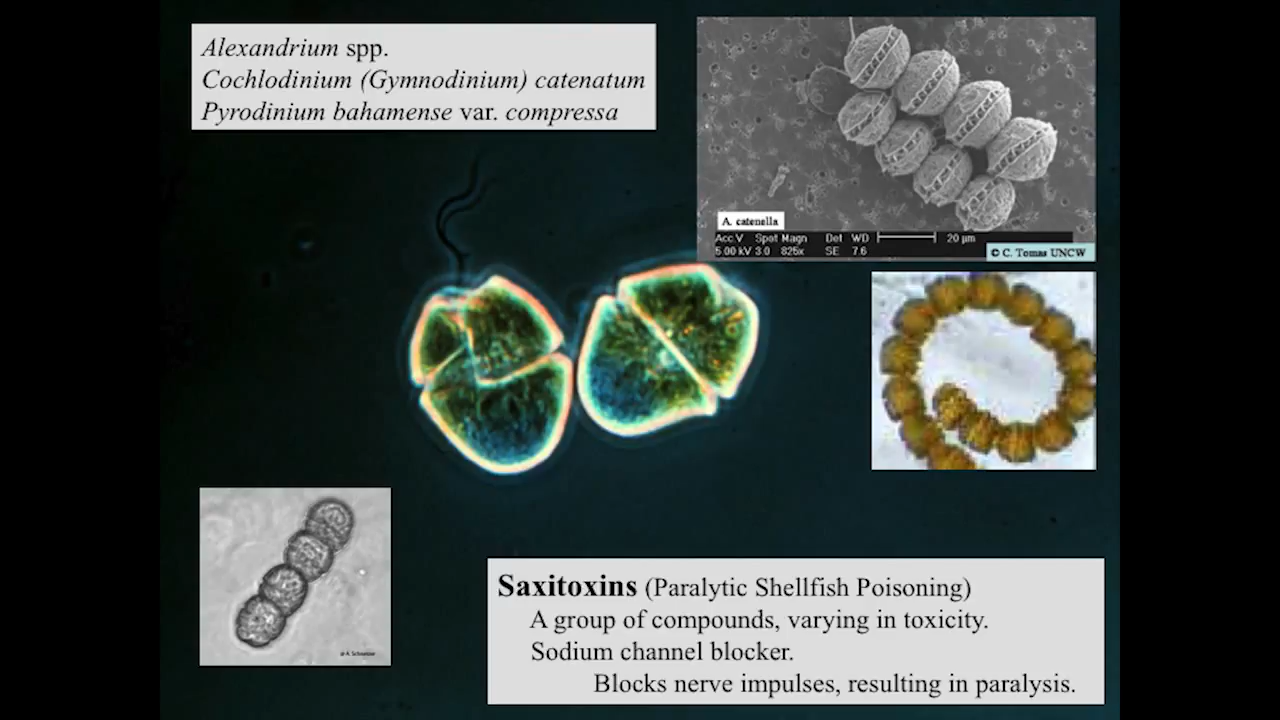 Alexandrium spp.
Cochlodinium (Gymnodinium) catenatum
Pyrodinium bahamense var. compressa
A. catenella
Acc.V Spot Magn Det WD 20 µm
5.00 kV 3.0 825x SE 7.6
© C. Tomas UNCW
Saxitoxins (Paralytic Shellfish Poisoning)
A group of compounds, varying in toxicity.
Sodium channel blocker.
Blocks nerve impulses, resulting in paralysis.